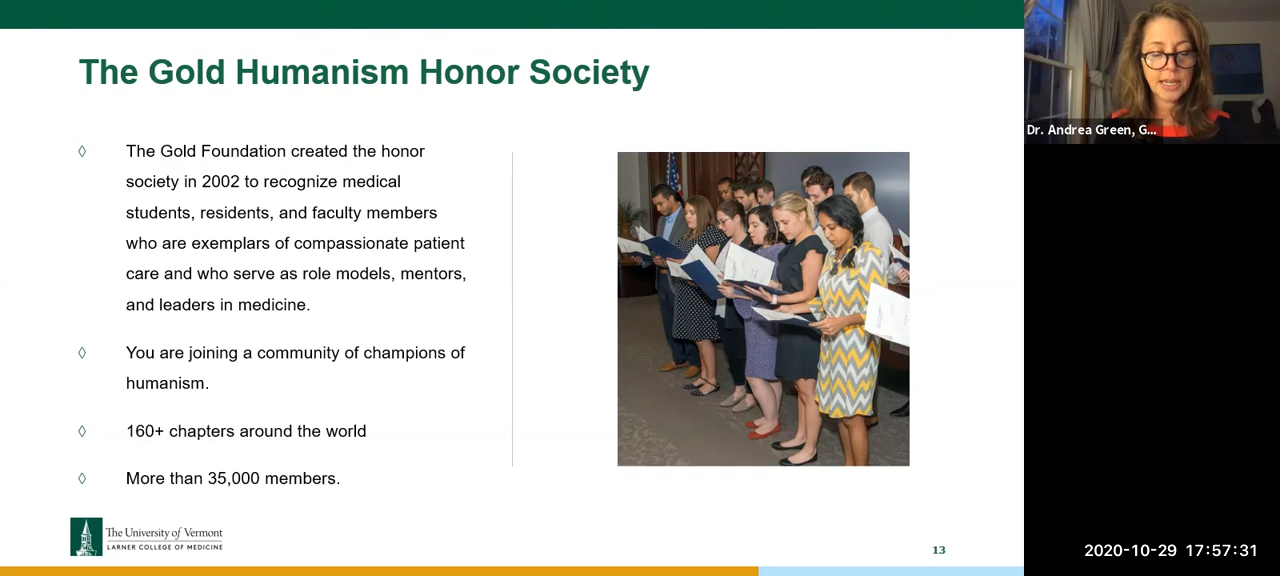 The Gold Humanism Honor Society
◊ The Gold Foundation created the honor
society in 2002 to recognize medical
students, residents, and faculty members
who are exemplars of compassionate patient
care and who serve as role models, mentors,
and leaders in medicine.
◊ You are joining a community of champions of
humanism.
◊ 160+ chapters around the world
◊ More than 35,000 members.
The University of Vermont
LARNER COLLEGE OF MEDICINE
13
Dr. Andrea Green, G...
2020-10-29 17:57:31